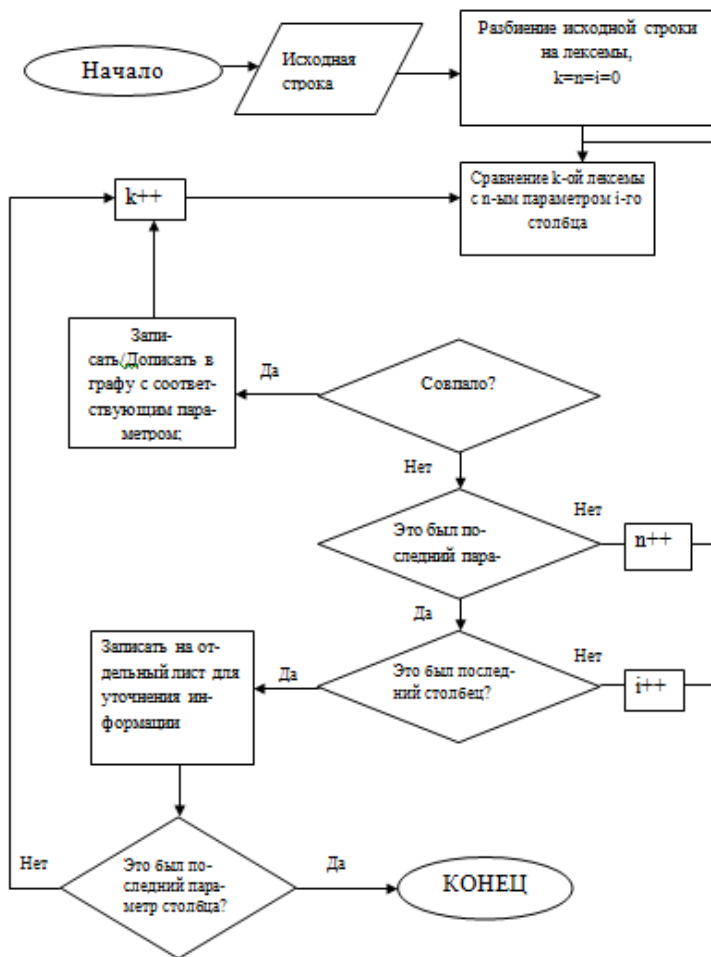 Начало
Исходная
строка
Разбиение исходной строки
на лексемы,
k=n=i=0
k++
Сравнение k-ой лексемы
с n-ым параметром i-го
столбца
Запи-
сать/Дописать в
графу с соответ-
ствующим пара-
метром;
Да
Совпало?
Нет
Это был по-
следний пара-
Нет
n++
Да
Записать на от-
дельный лист для
уточнения ин-
формации
Да
Это был послед-
ний столбец?
Нет
i++
Нет
Это был по-
следний пара-
метр столбца?
Да
КОНЕЦ